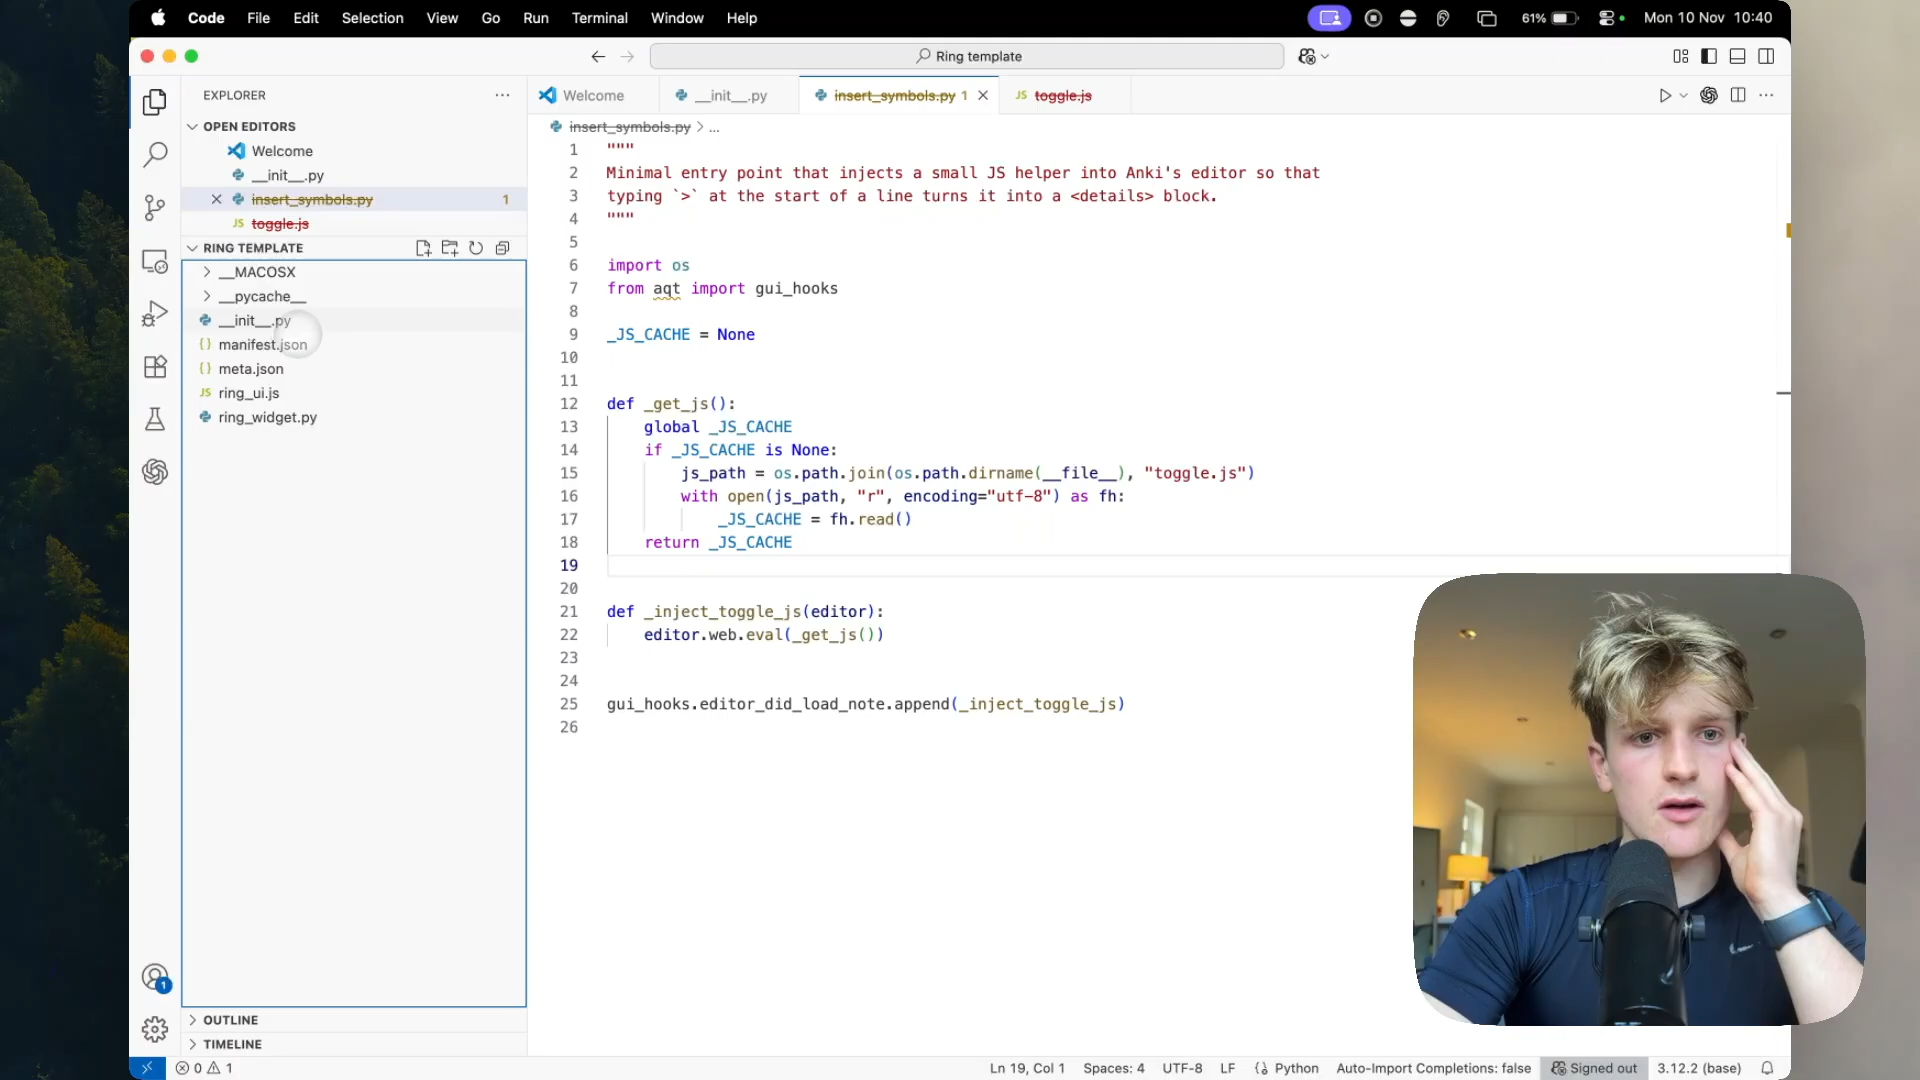 Code File Edit Selection View Go Run Terminal Window Help 61% Mon 10 Nov 10:40
Ring template
EXPLORER
OPEN EDITORS
Welcome
__init__.py
insert_symbols.py 1
toggle.js
RING TEMPLATE
__MACOSX
__pycache__
__init__.py
manifest.json
meta.json
JS ring_ui.js
ring_widget.py
OUTLINE
TIMELINE
Welcome __init__.py insert_symbols.py 1 JS toggle.js
insert_symbols.py > ...
1 """
2 Minimal entry point that injects a small JS helper into Anki's editor so that
3 typing `>` at the start of a line turns it into a <details> block.
4 """
5
6 import os
7 from aqt import gui_hooks
8
9 _JS_CACHE = None
10
11
12 def _get_js():
13 global _JS_CACHE
14 if _JS_CACHE is None:
15 js_path = os.path.join(os.path.dirname(__file__), "toggle.js")
16 with open(js_path, "r", encoding="utf-8") as fh:
17 _JS_CACHE = fh.read()
18 return _JS_CACHE
19
20
21 def _inject_toggle_js(editor):
22 editor.web.eval(_get_js())
23
24
25 gui_hooks.editor_did_load_note.append(_inject_toggle_js)
26
1
0 1 Ln 19, Col 1 Spaces: 4 UTF-8 LF Python Auto-Import Completions: false Signed out 3.12.2 (base)